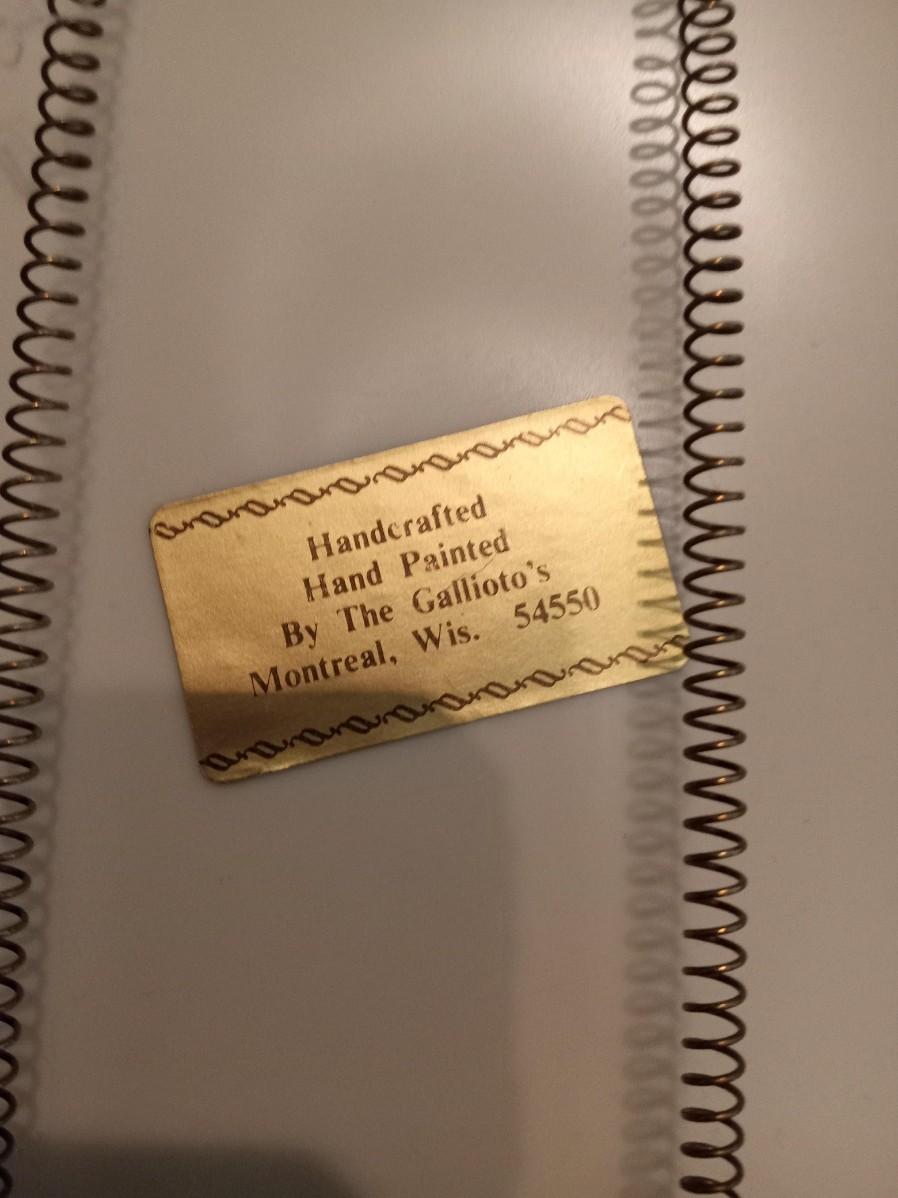 Handcrafted
Hand Painted
By The Gallioto's
Montreal, Wis. 54550